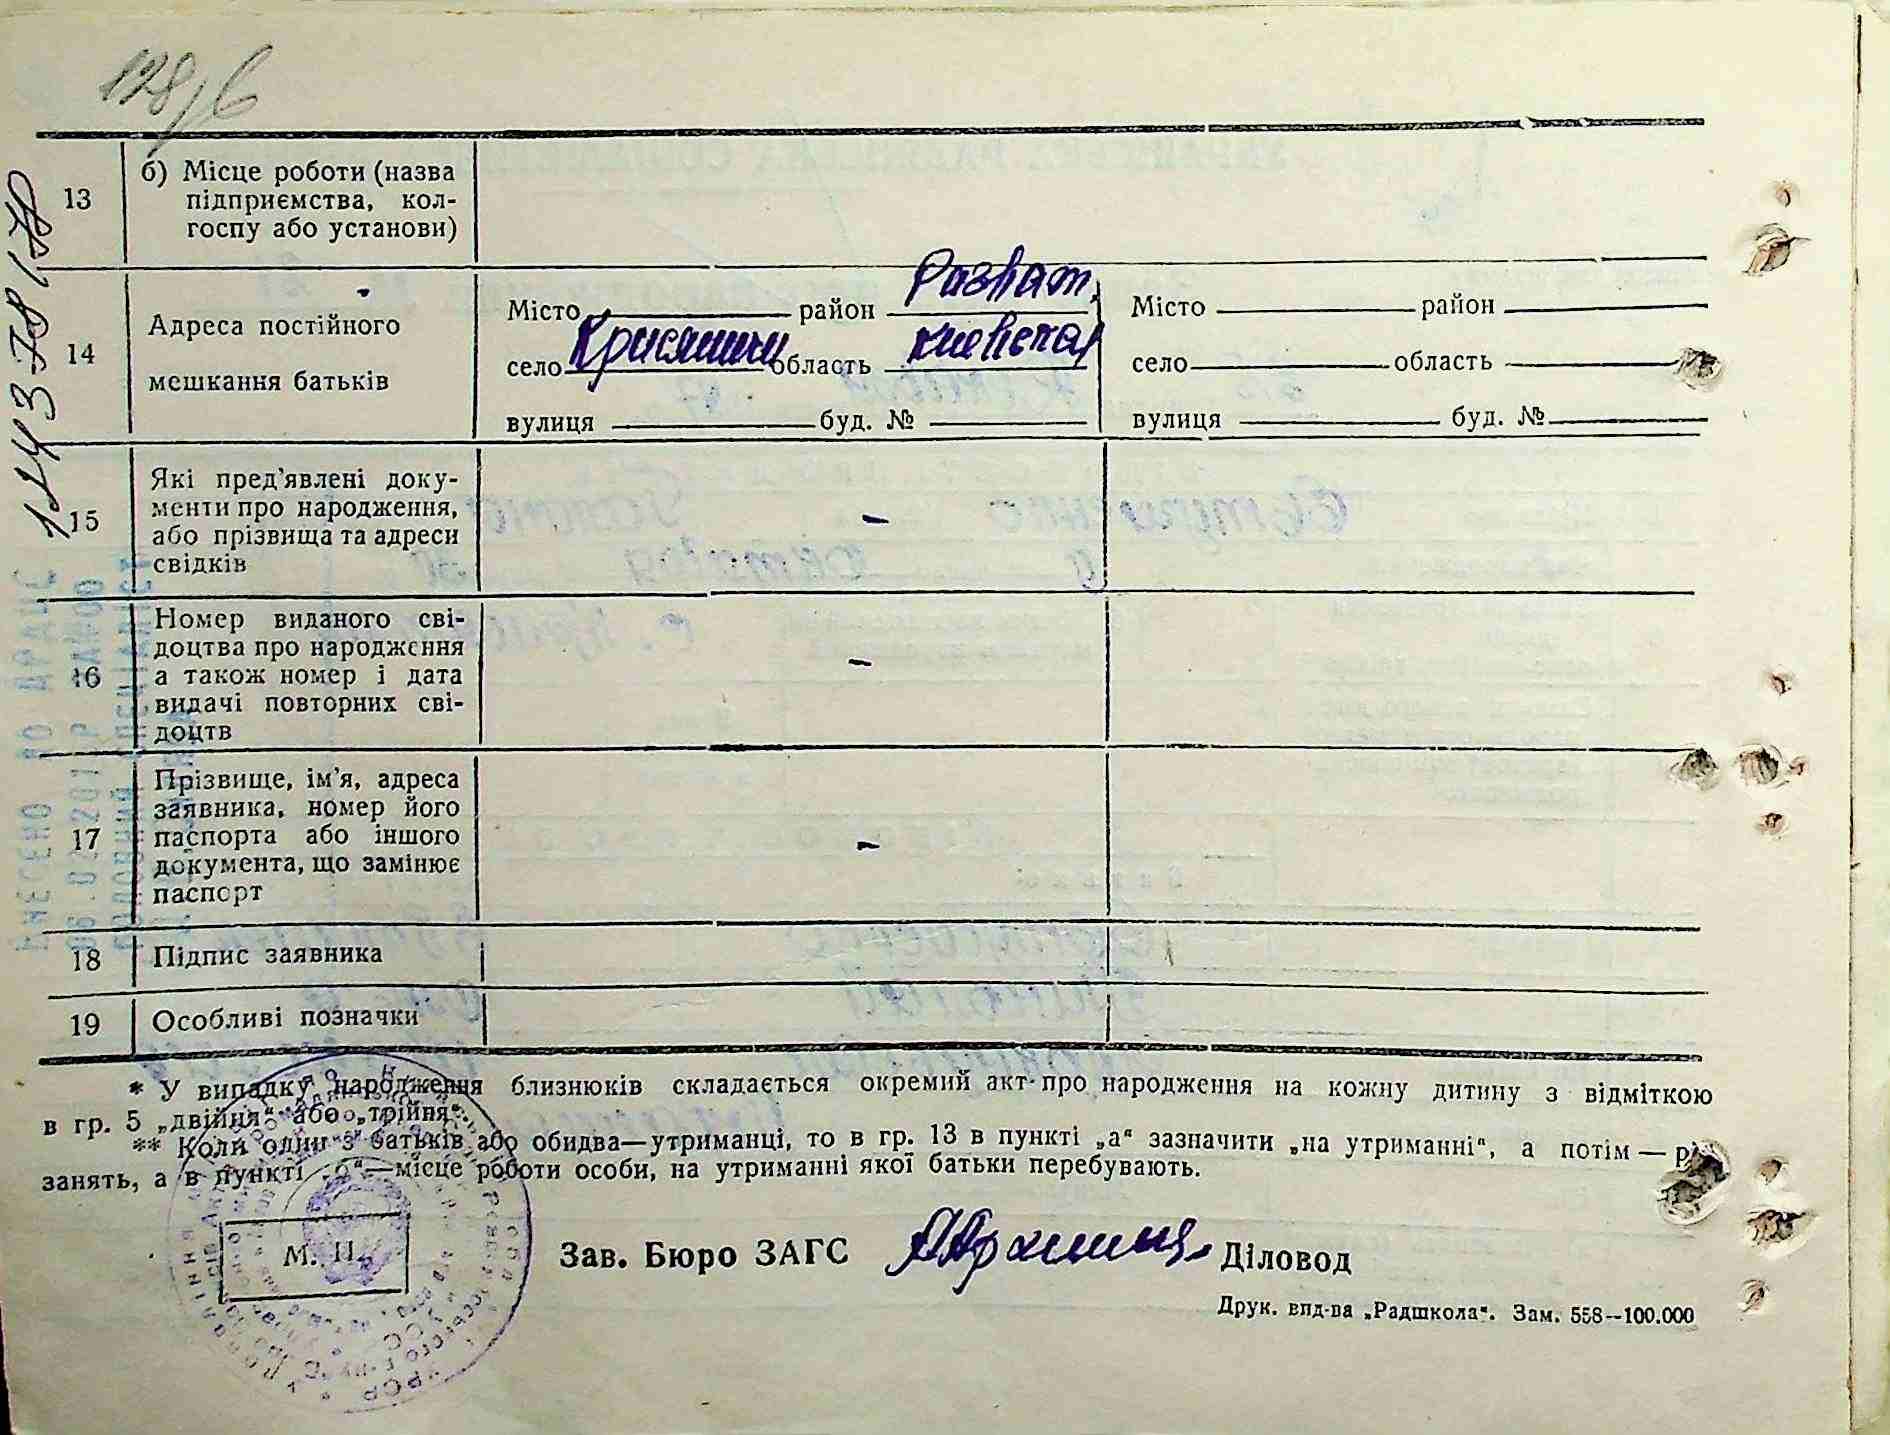 128/6
13
б) Місце роботи (назва
підприємства, кол-
госпу або установи)
14
Адреса постійного
мешкання батьків
Місто район Разват.
село Крисяшки область киевская
вулиця буд. №
Місто район
село область
вулиця буд. №
15
Які пред'явлені доку-
менти про народження,
або прізвища та адреси
свідків
–
16
Номер виданого сві-
доцтва про народження
а також номер і дата
видачі повторних сві-
доцтв
–
17
Прізвище, ім'я, адреса
заявника, номер його
паспорта або іншого
документа, що замінює
паспорт
–
18
Підпис заявника
19
Особливі позначки
* У випадку народження близнюків складається окремий акт про народження на кожну дитину з відміткою
в гр. 5 „двійня“ або „трійня“.
** Коли один з батьків або обидва—утриманці, то в гр. 13 в пункті „а“ зазначити „на утриманні“, а потім —
занять, а в пункті „б“—місце роботи особи, на утриманні якої батьки перебувають.
М. П.
Зав. Бюро ЗАГС
Діловод
Друк. вид-ва „Радшкола“. Зам. 558—100.000